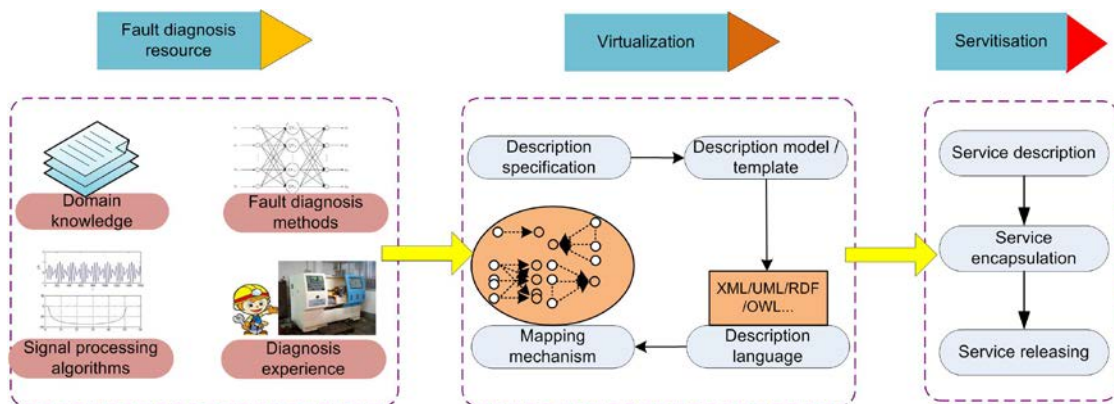 Fault diagnosis
resource
Virtualization
Servitisation
Domain
knowledge
Fault diagnosis
methods
Signal processing
algorithms
Diagnosis
experience
Description
specification
Description model /
template
XML/UML/RDF
/OWL...
Mapping
mechanism
Description
language
Service description
Service
encapsulation
Service releasing